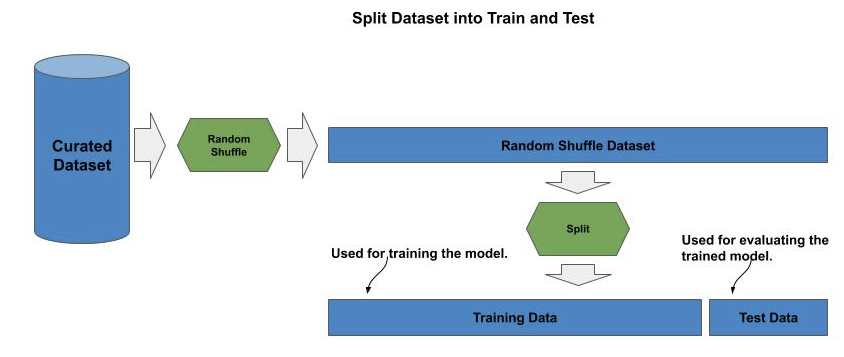 Split Dataset into Train and Test
Curated
Dataset
Random
Shuffle
Random Shuffle Dataset
Split
Used for training the model.
Used for evaluating the
trained model.
Training Data
Test Data